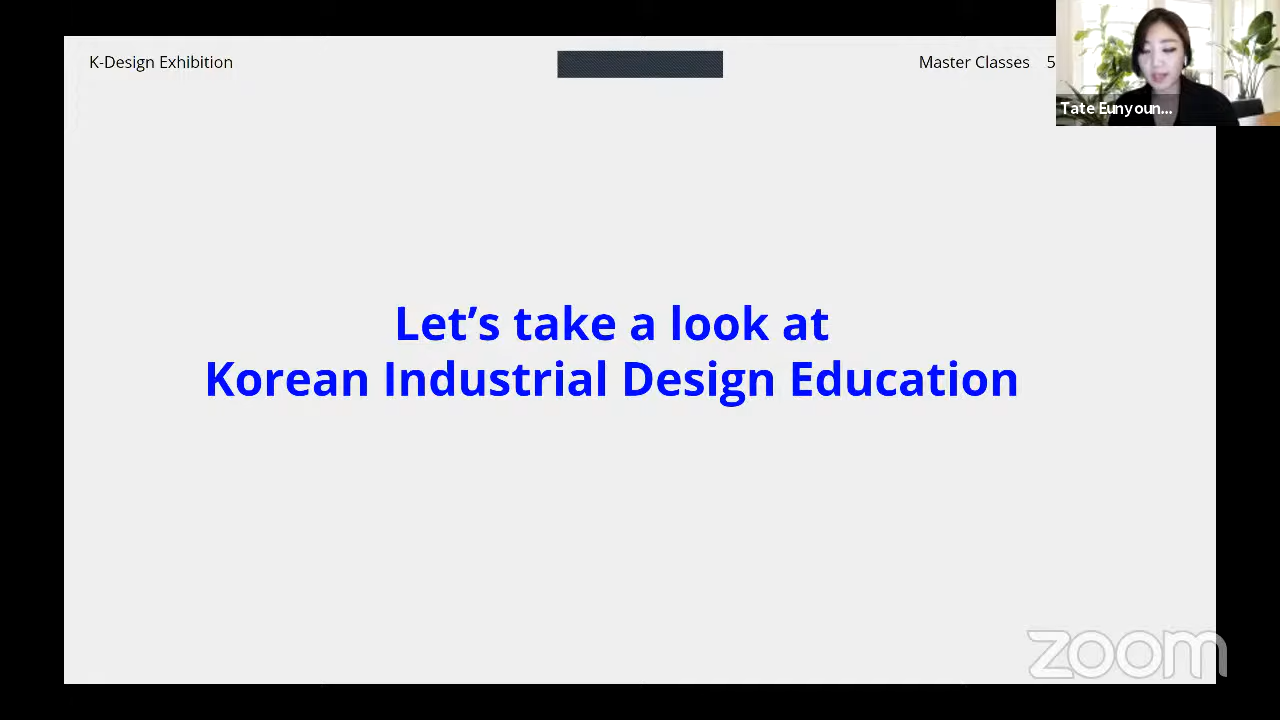 K-Design Exhibition
Master Classes 5
Tate Eunyoun...
Let’s take a look at
Korean Industrial Design Education
zoom